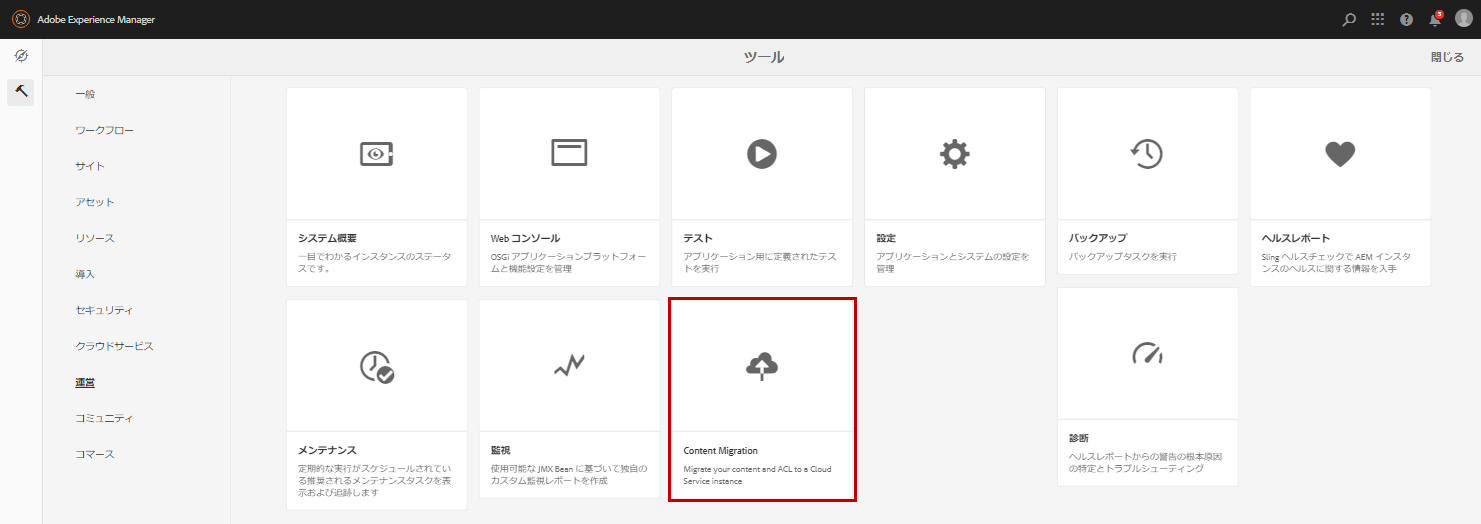 Adobe Experience Manager
5
ツール
閉じる
一般
ワークフロー
サイト
アセット
リソース
導入
セキュリティ
クラウドサービス
運営
コミュニティ
コマース
システム概要
一目でわかるインスタンスのステータ
スです。
Web コンソール
OSGi アプリケーションプラットフォー
ムと機能設定を管理
テスト
アプリケーション用に定義されたテス
トを実行
設定
アプリケーションとシステムの設定を
管理
バックアップ
バックアップタスクを実行
ヘルスレポート
Sling ヘルスチェックで AEM インスタ
ンスのヘルスに関する情報を入手
メンテナンス
定期的な実行がスケジュールされてい
る推奨されるメンテナンスタスクを表
示および追跡します
監視
使用可能な JMX Bean に基づいて独自の
カスタム監視レポートを作成
Content Migration
Migrate your content and ACL to a Cloud
Service instance
診断
ヘルスレポートからの警告の根本原因
の特定とトラブルシューティング